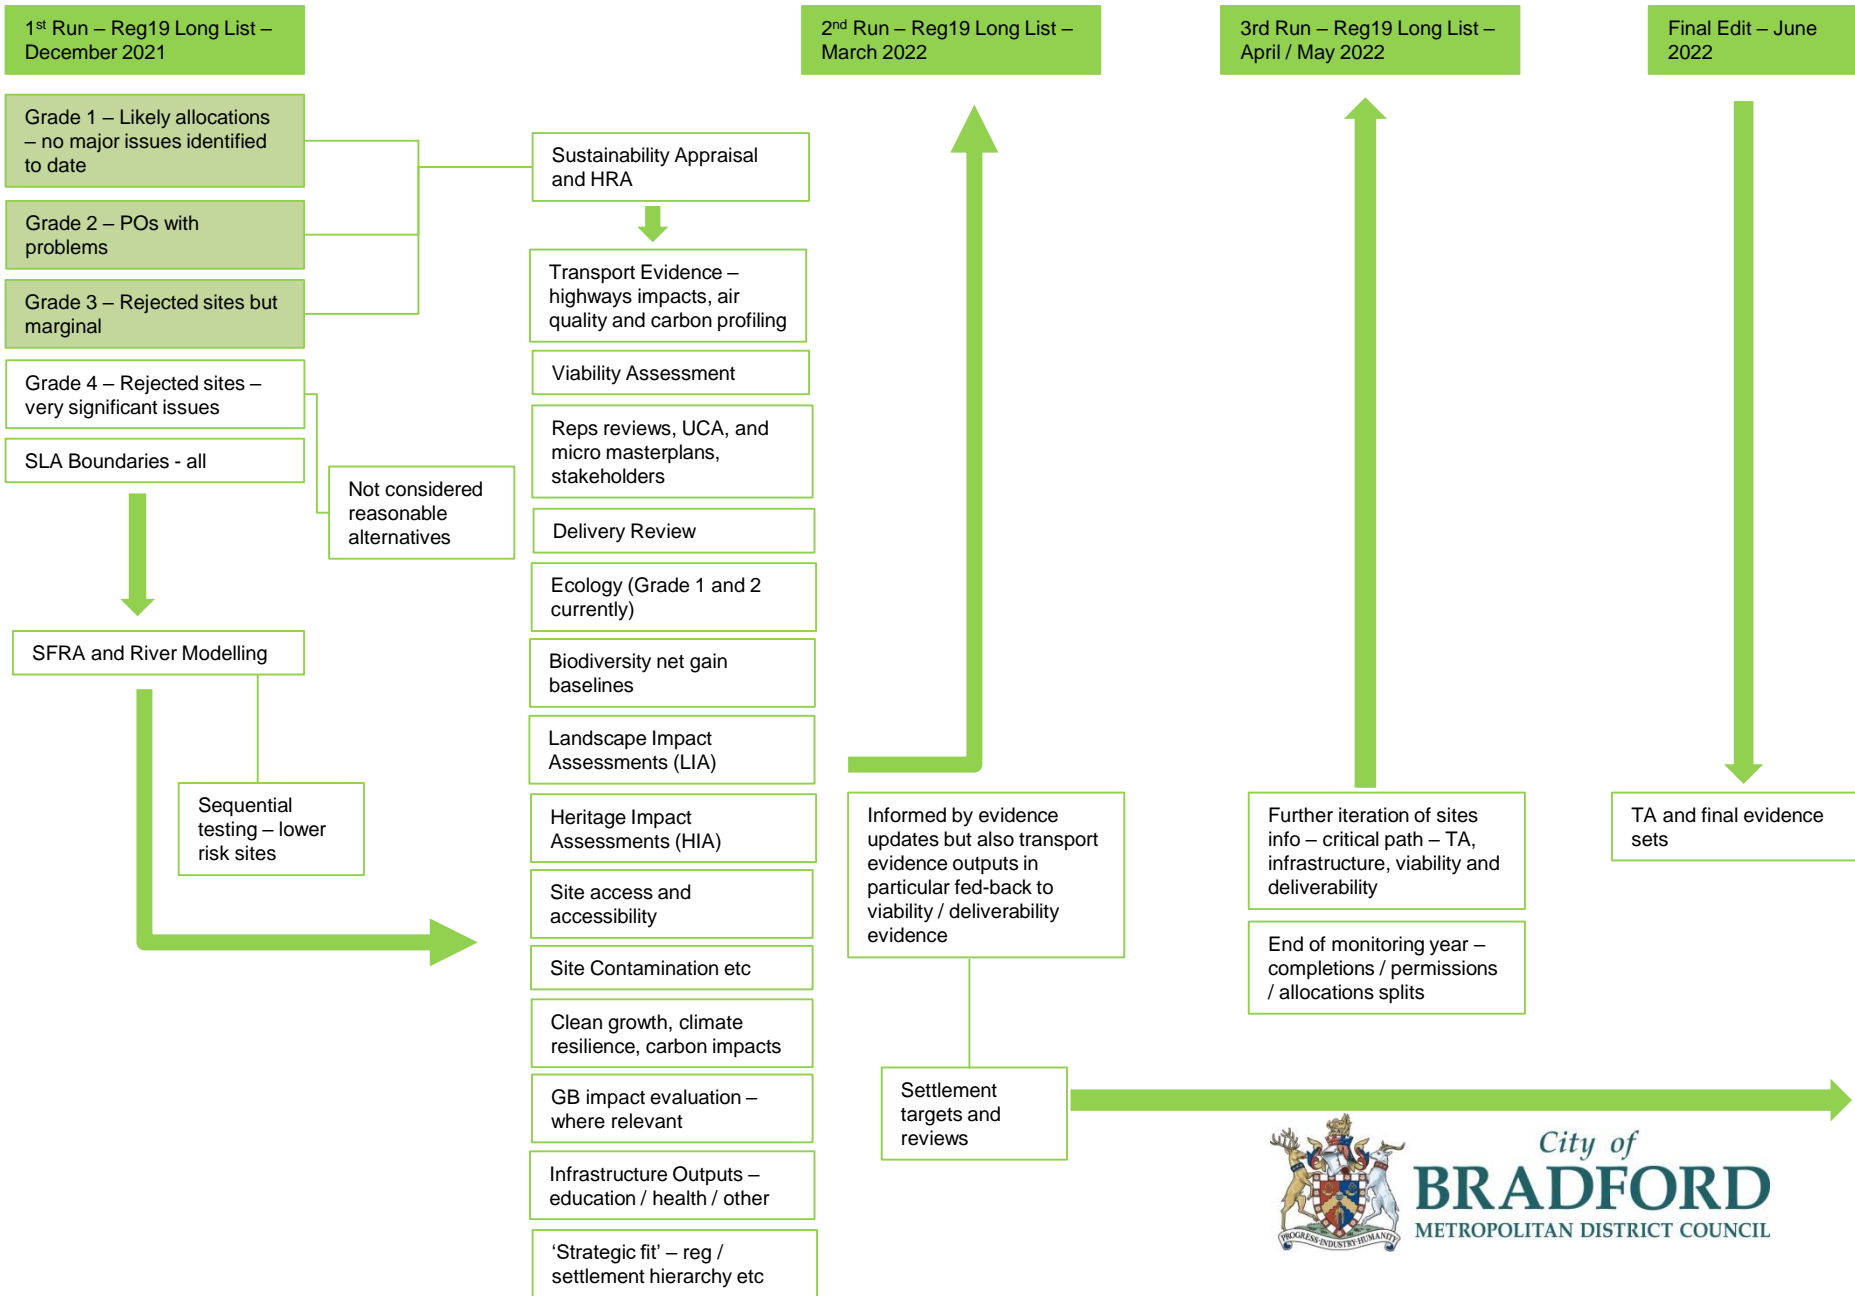 1st Run – Reg19 Long List –
December 2021
Grade 1 – Likely allocations
– no major issues identified
to date
Grade 2 – POs with
problems
Grade 3 – Rejected sites but
marginal
Grade 4 – Rejected sites –
very significant issues
SLA Boundaries - all
Not considered
reasonable
alternatives
SFRA and River Modelling
Sequential
testing – lower
risk sites
Sustainability Appraisal
and HRA
Transport Evidence –
highways impacts, air
quality and carbon profiling
Viability Assessment
Reps reviews, UCA, and
micro masterplans,
stakeholders
Delivery Review
Ecology (Grade 1 and 2
currently)
Biodiversity net gain
baselines
Landscape Impact
Assessments (LIA)
Heritage Impact
Assessments (HIA)
Site access and
accessibility
Site Contamination etc
Clean growth, climate
resilience, carbon impacts
GB impact evaluation –
where relevant
Infrastructure Outputs –
education / health / other
‘Strategic fit’ – reg /
settlement hierarchy etc
2nd Run – Reg19 Long List –
March 2022
Informed by evidence
updates but also transport
evidence outputs in
particular fed-back to
viability / deliverability
evidence
Settlement
targets and
reviews
3rd Run – Reg19 Long List –
April / May 2022
Further iteration of sites
info – critical path – TA,
infrastructure, viability and
deliverability
End of monitoring year –
completions / permissions
/ allocations splits
Final Edit – June
2022
TA and final evidence
sets
PROGRESS·INDUSTRY·HUMANITY
City of
BRADFORD
METROPOLITAN DISTRICT COUNCIL